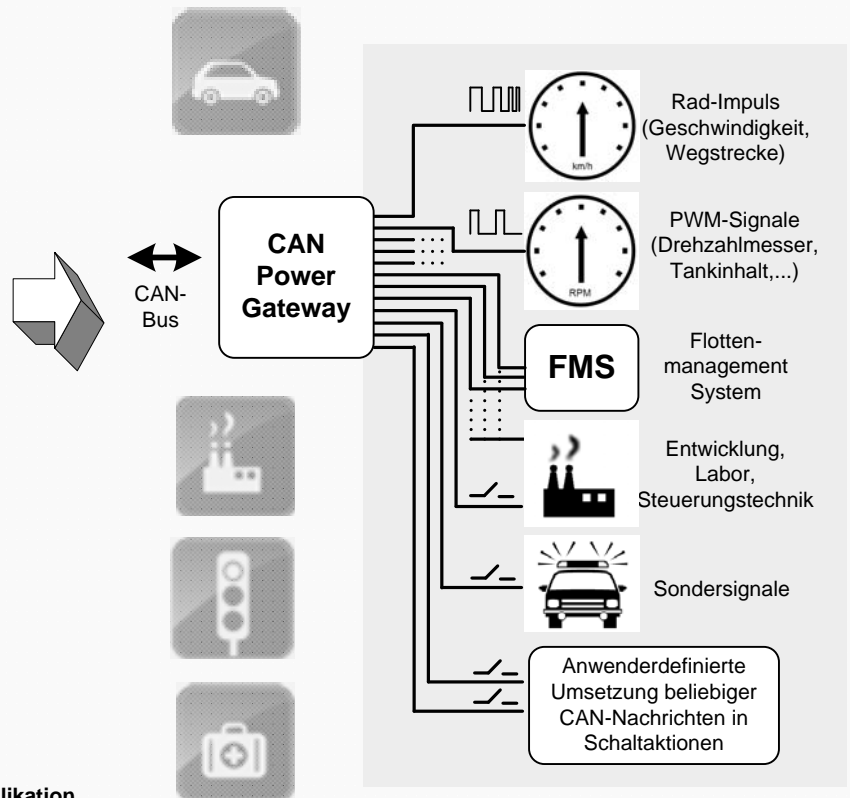 Rad-Impuls
(Geschwindigkeit,
Wegstrecke)
km/h
PWM-Signale
(Drehzahlmesser,
Tankinhalt,...)
RPM
CAN
Power
Gateway
CAN-
Bus
FMS
Flotten-
management
System
Entwicklung,
Labor,
Steuerungstechnik
Sondersignale
Anwenderdefinierte
Umsetzung beliebiger
CAN-Nachrichten in
Schaltaktionen